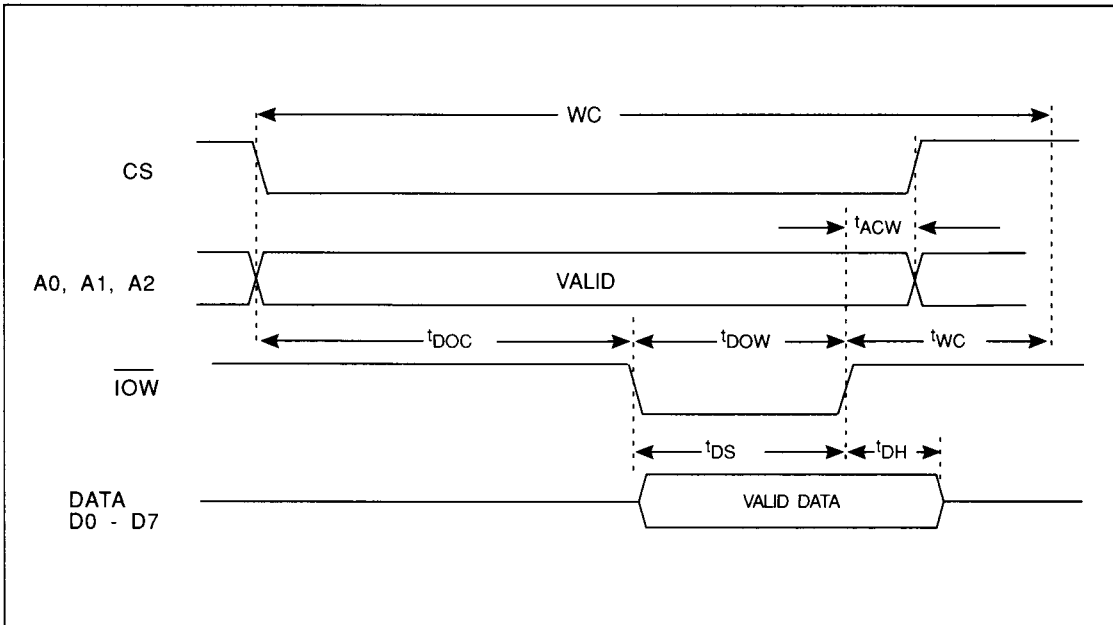 WC
CS
tACW
A0, A1, A2
VALID
tDOC
tDOW
tWC
IOW
tDS
tDH
DATA
VALID DATA
D0 - D7